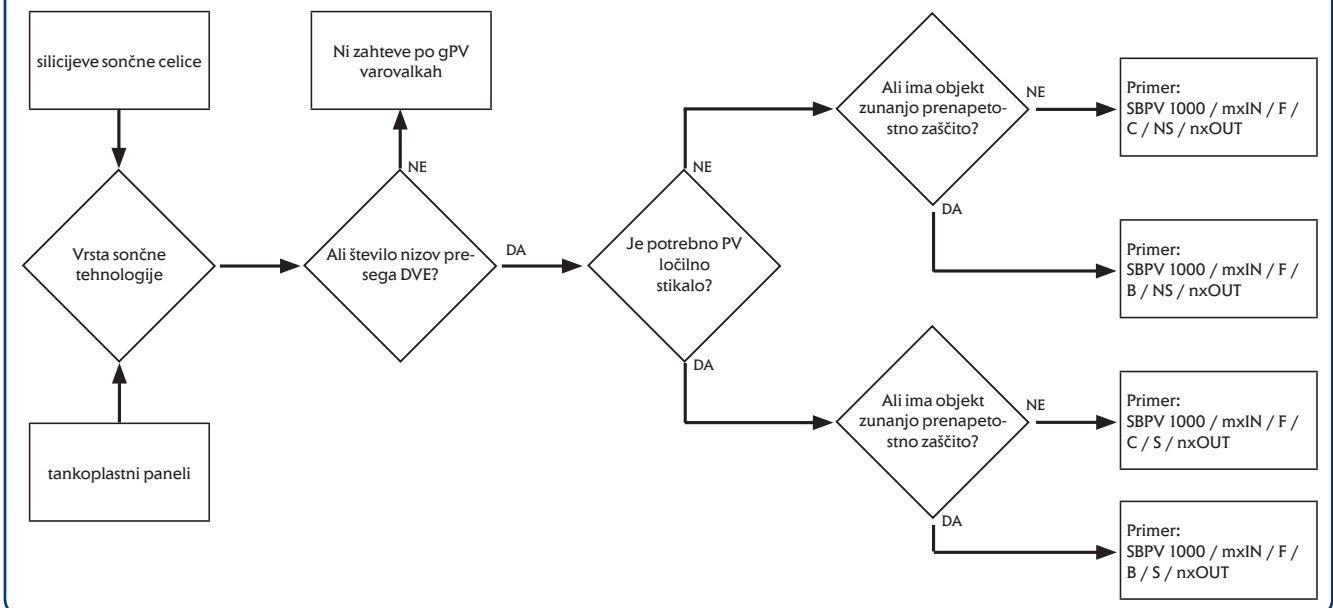 silicijeve sončne celice
Vrsta sončne
tehnologije
tankoplastni paneli
Ni zahteve po gPV
varovalkah
NE
Ali število nizov pre-
sega DVE?
DA
NE
Je potrebno PV
ločilno
stikalo?
DA
Ali ima objekt
zunanjo prenapeto-
stno zaščito?
NE
DA
Primer:
SBPV 1000 / mxIN / F /
C / NS / nxOUT
Primer:
SBPV 1000 / mxIN / F /
B / NS / nxOUT
Ali ima objekt
zunanjo prenapeto-
stno zaščito?
NE
DA
Primer:
SBPV 1000 / mxIN / F /
C / S / nxOUT
Primer:
SBPV 1000 / mxIN / F /
B / S / nxOUT